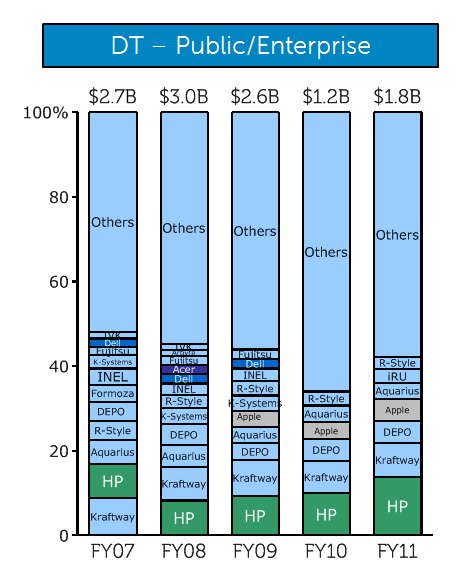 DT – Public/Enterprise
$2.7B $3.0B $2.6B $1.2B $1.8B
100%
80
60
40
20
0
Others
TVK
Dell
Fujitsu
K-Systems
INEL
Formoza
DEPO
R-Style
Aquarius
HP
Kraftway
Others
TVK
Fujitsu
Acer
Dell
INEL
R-Style
K-Systems
DEPO
Aquarius
Kraftway
HP
Others
Fujitsu
Dell
INEL
R-Style
K-Systems
Apple
Aquarius
DEPO
Kraftway
HP
Others
R-Style
Aquarius
Apple
DEPO
Kraftway
HP
Others
R-Style
iRU
Aquarius
Apple
DEPO
Kraftway
HP
FY07 FY08 FY09 FY10 FY11